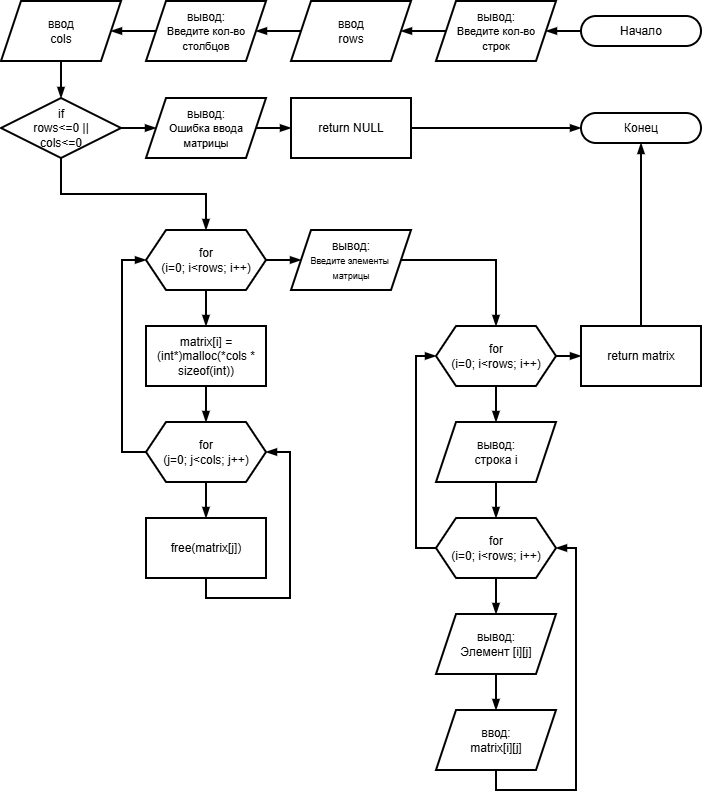 Начало
вывод:
Введите кол-во
строк
ввод
rows
вывод:
Введите кол-во
столбцов
ввод
cols
if
rows<=0 ||
cols<=0
вывод:
Ошибка ввода
матрицы
return NULL
Конец
for
(i=0; i<rows; i++)
вывод:
Введите элементы
матрицы
matrix[i] =
(int*)malloc(*cols *
sizeof(int))
for
(j=0; j<cols; j++)
free(matrix[j])
for
(i=0; i<rows; i++)
return matrix
вывод:
строка i
for
(i=0; i<rows; i++)
вывод:
Элемент [i][j]
ввод:
matrix[i][j]